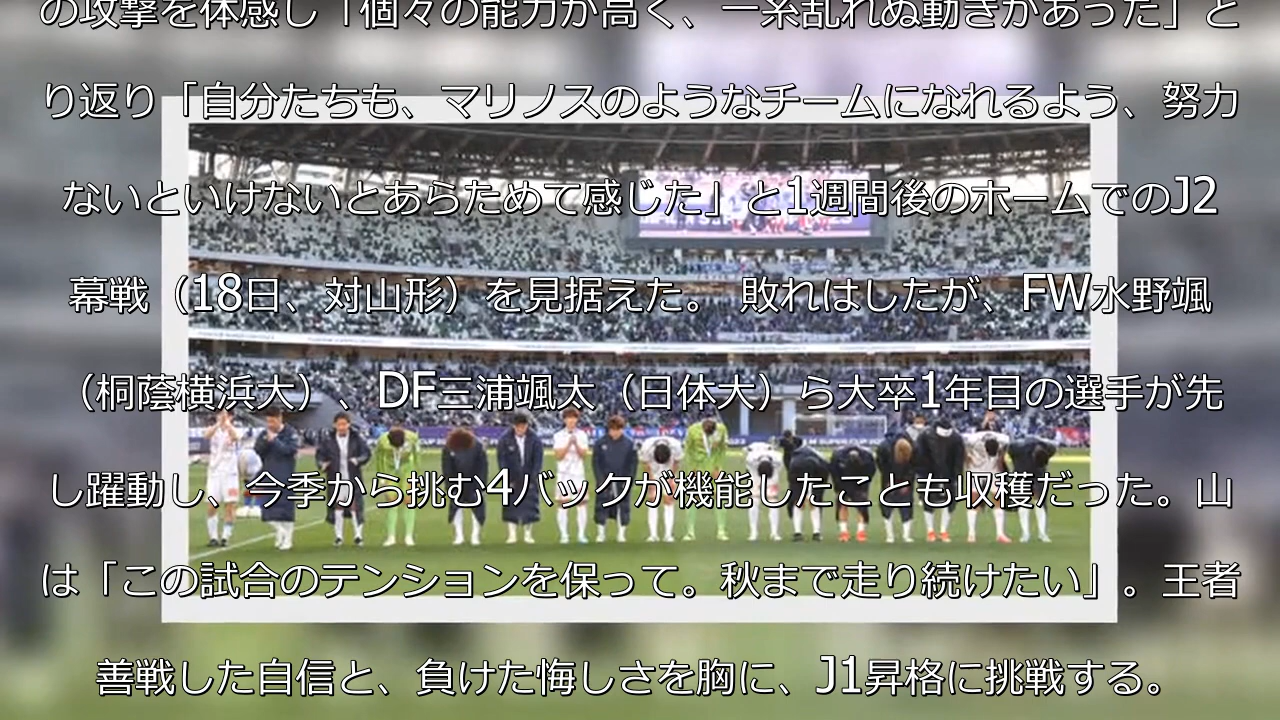 の攻撃を体感し「個々の能力が高く、一糸乱れぬ動きがあった」と
り返り「自分たちも、マリノスのようなチームになれるよう、努力
ないといけないとあらためて感じた」と1週間後のホームでのJ2
幕戦（18日、対山形）を見据えた。 敗れはしたが、FW水野颯
（桐蔭横浜大）、DF三浦颯太（日体大）ら大卒1年目の選手が先
し躍動し、今季から挑む4バックが機能したことも収穫だった。山
は「この試合のテンションを保って。秋まで走り続けたい」。王者
善戦した自信と、負けた悔しさを胸に、J1昇格に挑戦する。